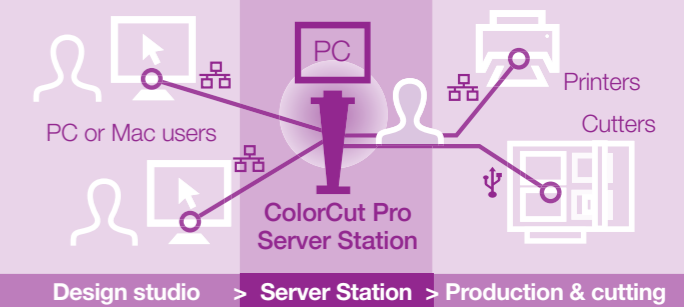 PC
Printers
Cutters
PC or Mac users
ColorCut Pro
Server Station
Design studio > Server Station > Production & cutting